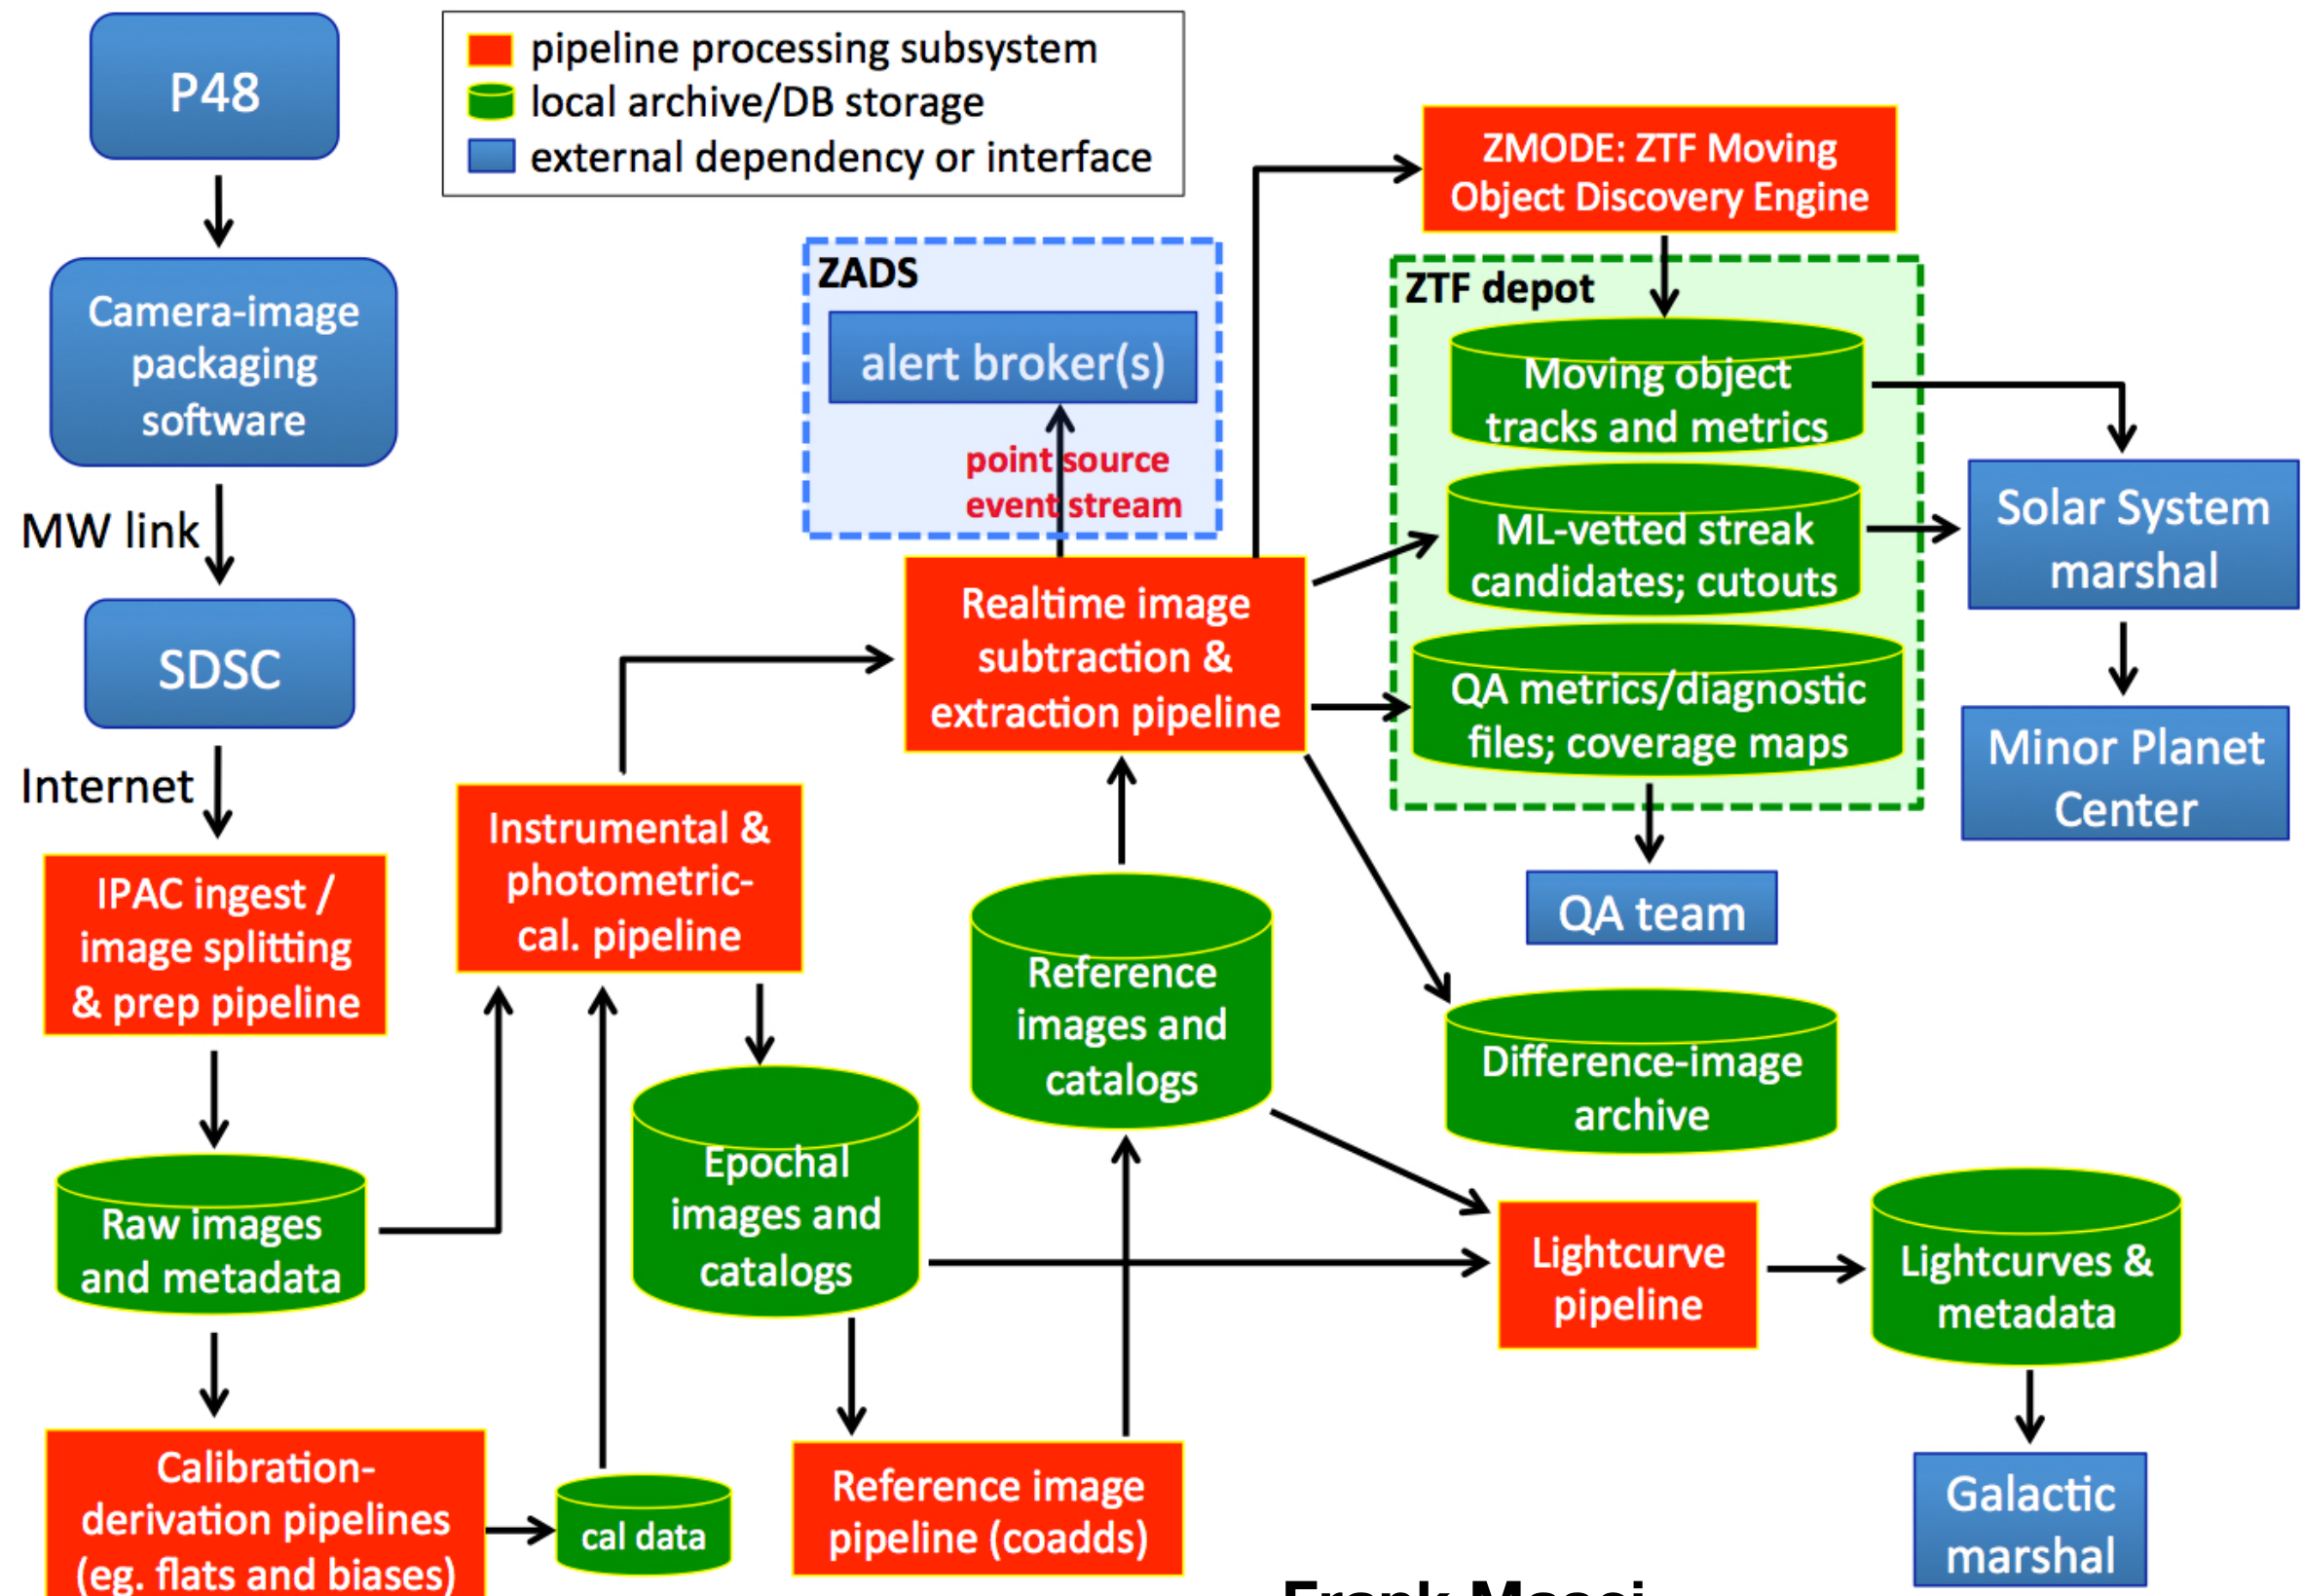 P48
pipeline processing subsystem
local archive/DB storage
external dependency or interface
Camera-image
packaging
software
MW link
SDSC
Internet
IPAC ingest /
image splitting
& prep pipeline
Raw images
and metadata
Calibration-
derivation pipelines
(eg. flats and biases)
cal data
Instrumental &
photometric-
cal. pipeline
Epochal
images and
catalogs
Reference image
pipeline (coadds)
ZADS
alert broker(s)
point source
event stream
Realtime image
subtraction &
extraction pipeline
Reference
images and
catalogs
ZMODE: ZTF Moving
Object Discovery Engine
ZTF depot
Moving object
tracks and metrics
ML-vetted streak
candidates; cutouts
QA metrics/diagnostic
files; coverage maps
QA team
Solar System
marshal
Minor Planet
Center
Difference-image
archive
Lightcurve
pipeline
Lightcurves &
metadata
Galactic
marshal
Frank